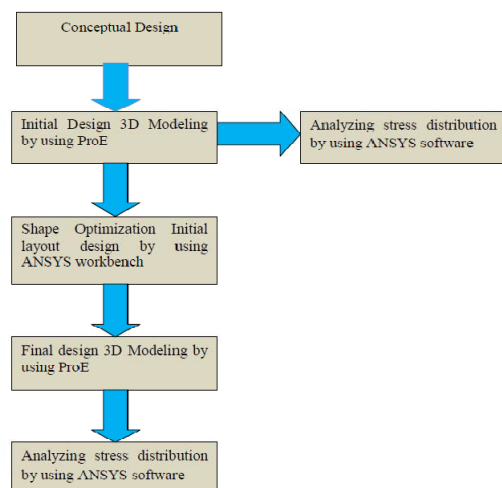 Conceptual Design
Initial Design 3D Modeling
by using ProE
Analyzing stress distribution
by using ANSYS software
Shape Optimization Initial
layout design by using
ANSYS workbench
Final design 3D Modeling by
using ProE
Analyzing stress distribution
by using ANSYS software